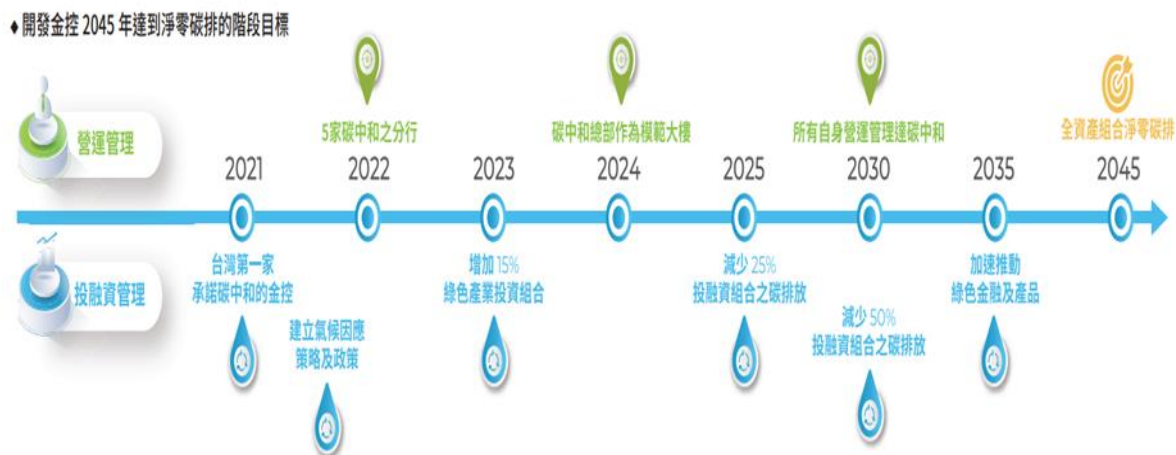 ◆ 開發金控 2045 年達到淨零碳排的階段目標
營運管理
5家碳中和之分行
碳中和總部作為模範大樓
所有自身營運管理達碳中和
全資產組合淨零碳排
2021
2022
2023
2024
2025
2030
2035
2045
投融資管理
台灣第一家
承諾碳中和的金控
建立氣候因應
策略及政策
增加 15%
綠色產業投資組合
減少 25%
投融資組合之碳排放
減少 50%
投融資組合之碳排放
加速推動
綠色金融及產品